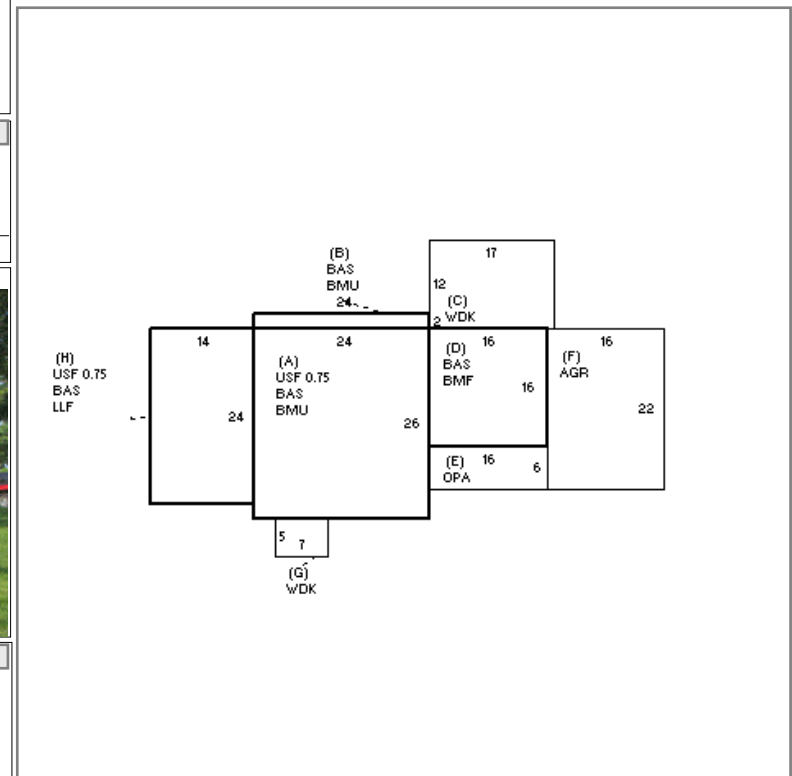 (B)
BAS
BMU
24
17
12
(C)
2 WDK
(H)
USF 0.75
BAS
LLF
14
24
24
(A)
USF 0.75
BAS
BMU
26
16
(D)
BAS
BMF
16
16
(F)
AGR
22
(E)
OPA
16
6
5
7
(G)
WDK